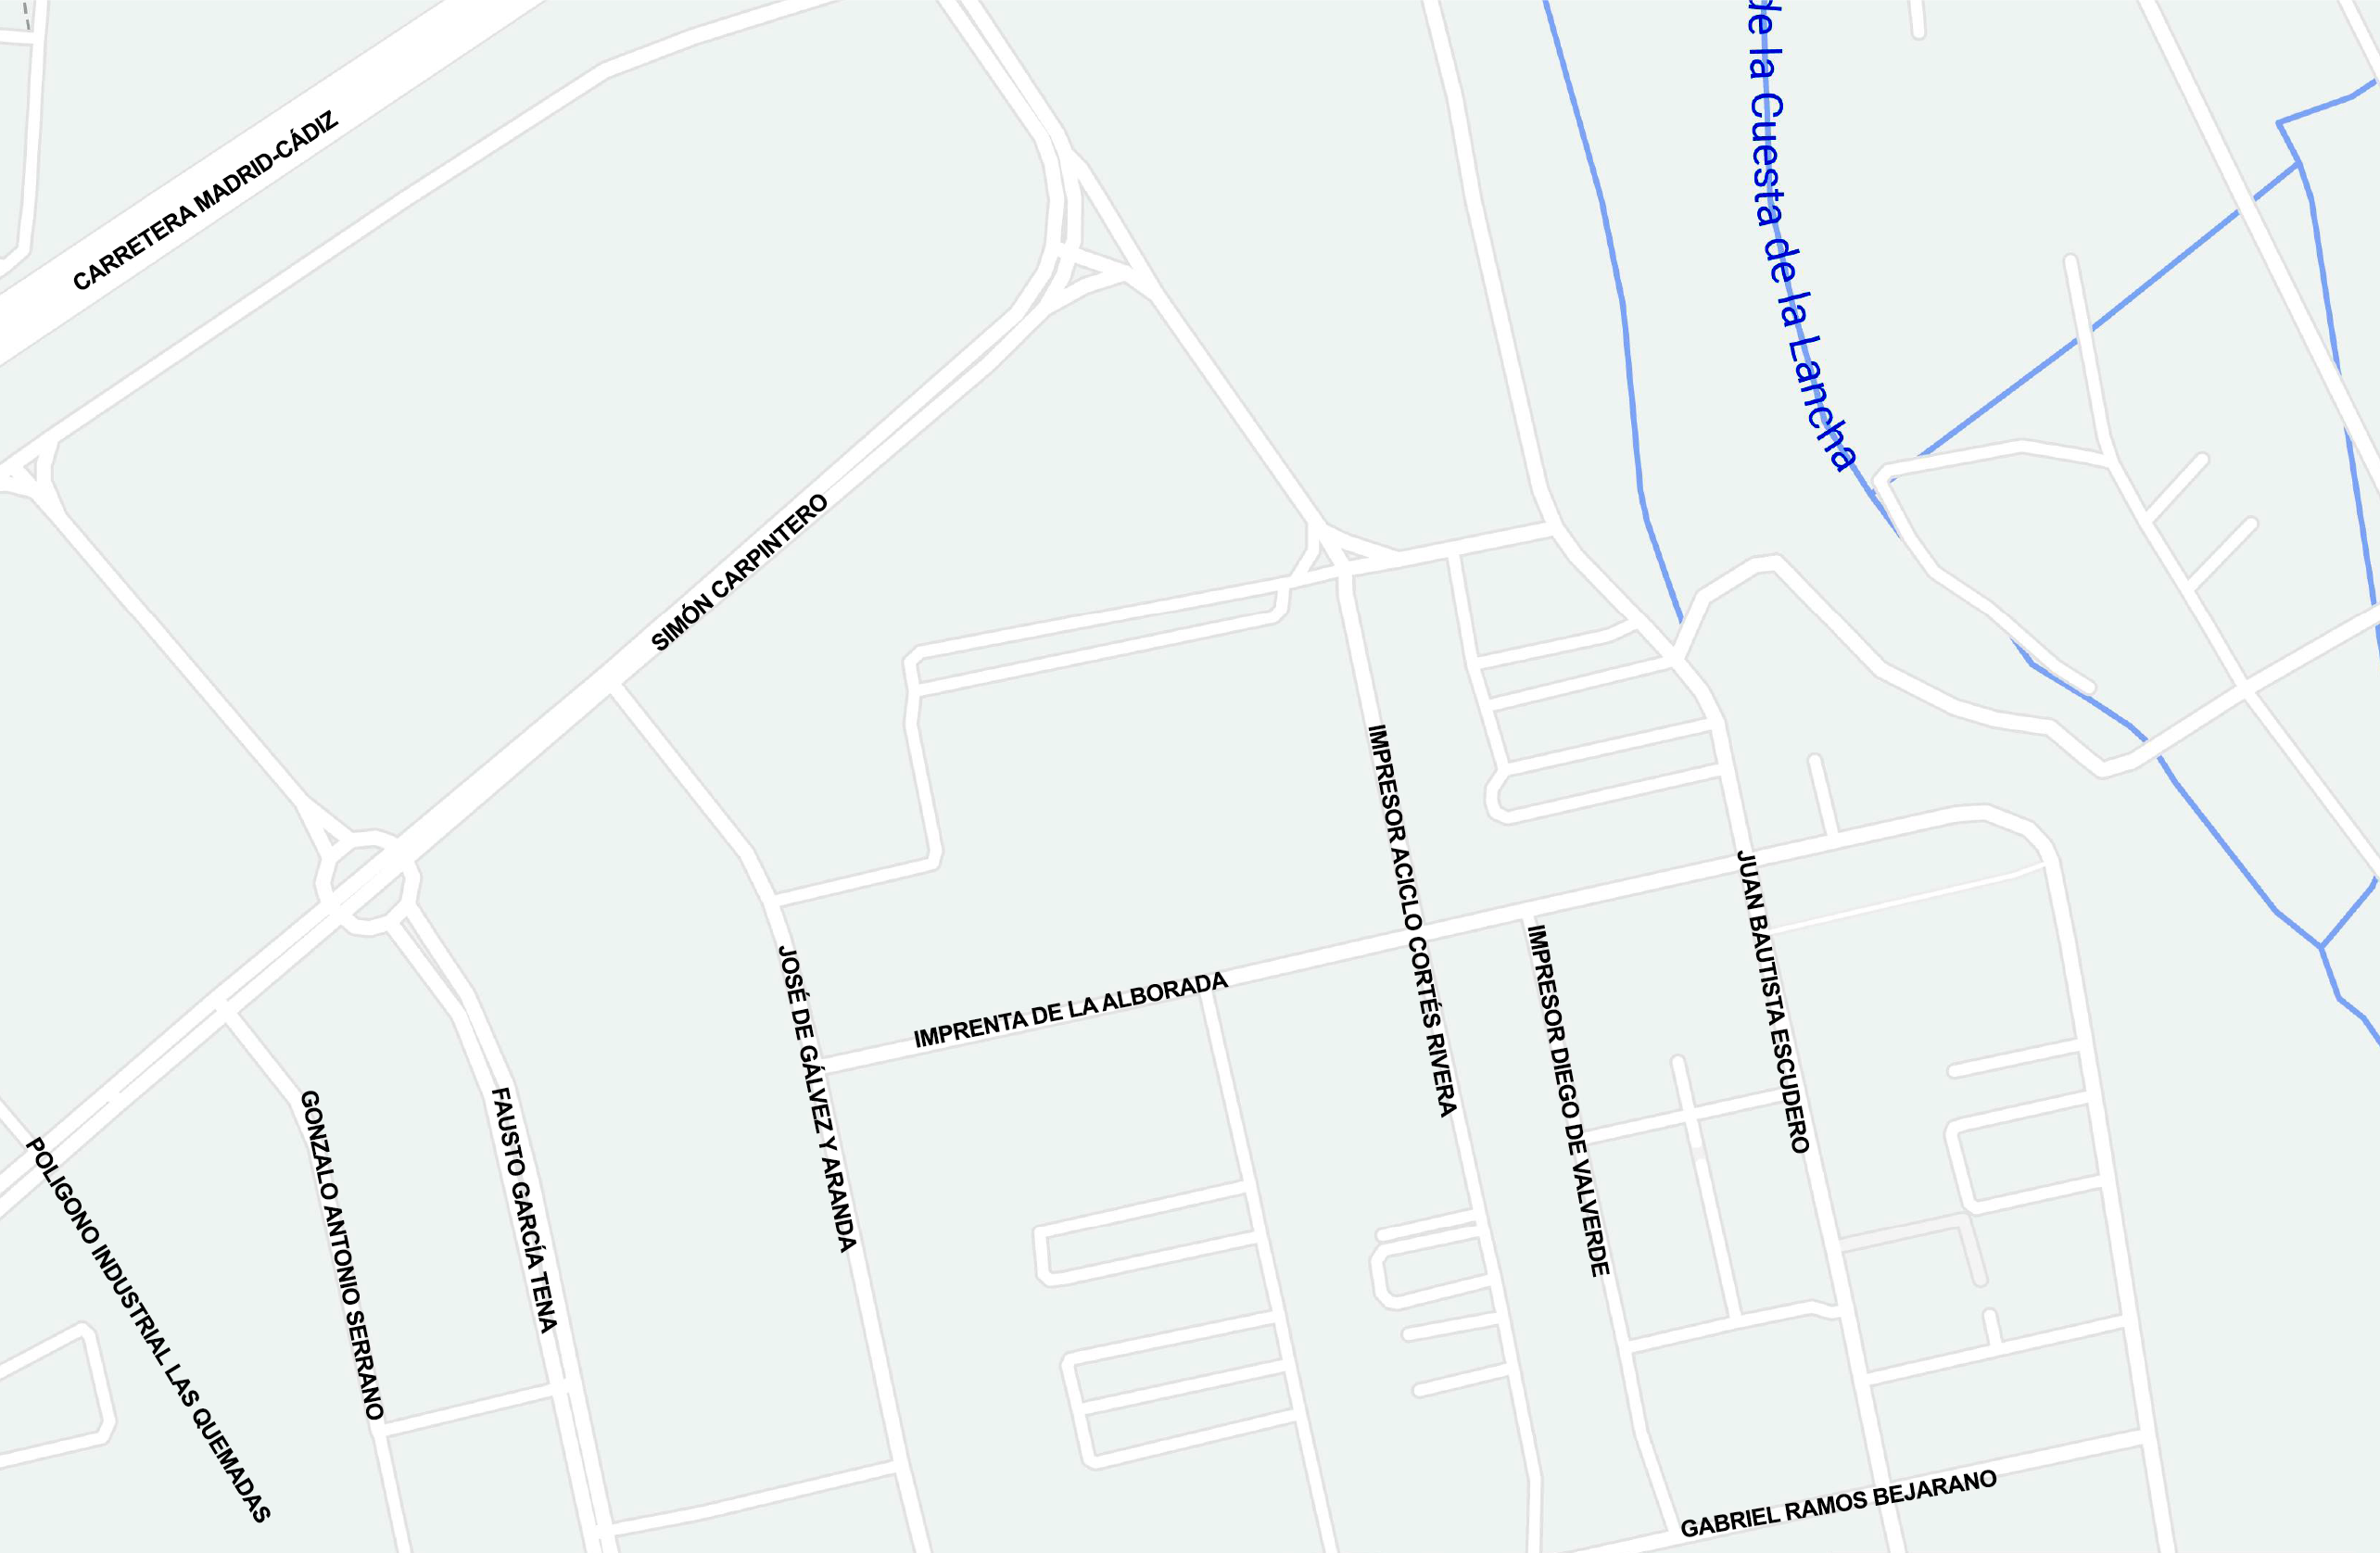 de la Cuesta de la Lancha
CARRETERA MADRID-CÁDIZ
SIMÓN CARPINTERO
IMPRESOR ACICLO CORTÉS RIVERA
JUAN BAUTISTA ESCUDERO
IMPRESOR DIEGO DE VALVERDE
JOSÉ DE GÁLVEZ Y ARANDA
IMPRENTA DE LA ALBORADA
GONZALO ANTONIO SERRANO
FAUSTO GARCÍA TENA
POLIGONO INDUSTRIAL LAS QUEMADAS
GABRIEL RAMOS BEJARANO